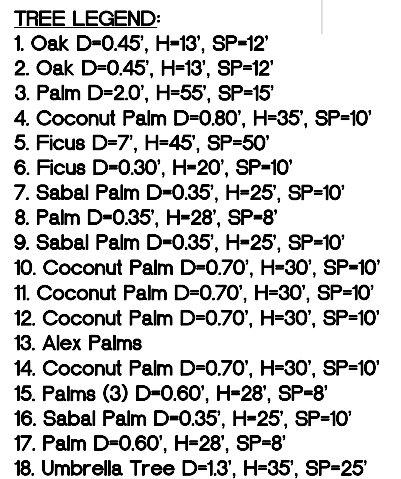 TREE LEGEND:
1. Oak D=0.45', H=13', SP=12'
2. Oak D=0.45', H=13', SP=12'
3. Palm D=2.0', H=55', SP=15'
4. Coconut Palm D=0.80', H=35', SP=10'
5. Ficus D=7', H=45', SP=50'
6. Ficus D=0.30', H=20', SP=10'
7. Sabal Palm D=0.35', H=25', SP=10'
8. Palm D=0.35', H=28', SP=8'
9. Sabal Palm D=0.35', H=25', SP=10'
10. Coconut Palm D=0.70', H=30', SP=10'
11. Coconut Palm D=0.70', H=30', SP=10'
12. Coconut Palm D=0.70', H=30', SP=10'
13. Alex Palms
14. Coconut Palm D=0.70', H=30', SP=10'
15. Palms (3) D=0.60', H=28', SP=8'
16. Sabal Palm D=0.35', H=25', SP=10'
17. Palm D=0.60', H=28', SP=8'
18. Umbrella Tree D=1.3', H=35', SP=25'